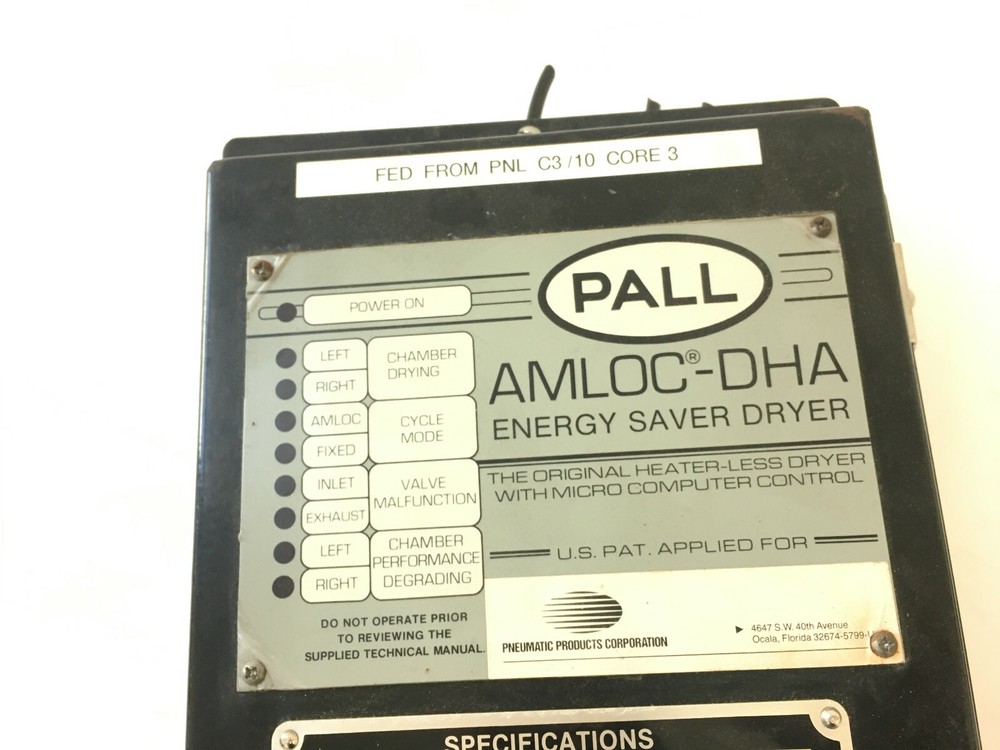 FED FROM PNL C3/10 CORE 3
PALL
AMLOC®-DHA
ENERGY SAVER DRYER
THE ORIGINAL HEATER-LESS DRYER
WITH MICRO COMPUTER CONTROL
U.S. PAT. APPLIED FOR
POWER ON
LEFT
RIGHT
CHAMBER
DRYING
AMLOC
FIXED
CYCLE
MODE
INLET
EXHAUST
VALVE
MALFUNCTION
LEFT
RIGHT
CHAMBER
PERFORMANCE
DEGRADING
DO NOT OPERATE PRIOR
TO REVIEWING THE
SUPPLIED TECHNICAL MANUAL.
PNEUMATIC PRODUCTS CORPORATION
4647 S.W. 40th Avenue
Ocala, Florida 32674-5799
SPECIFICATIONS